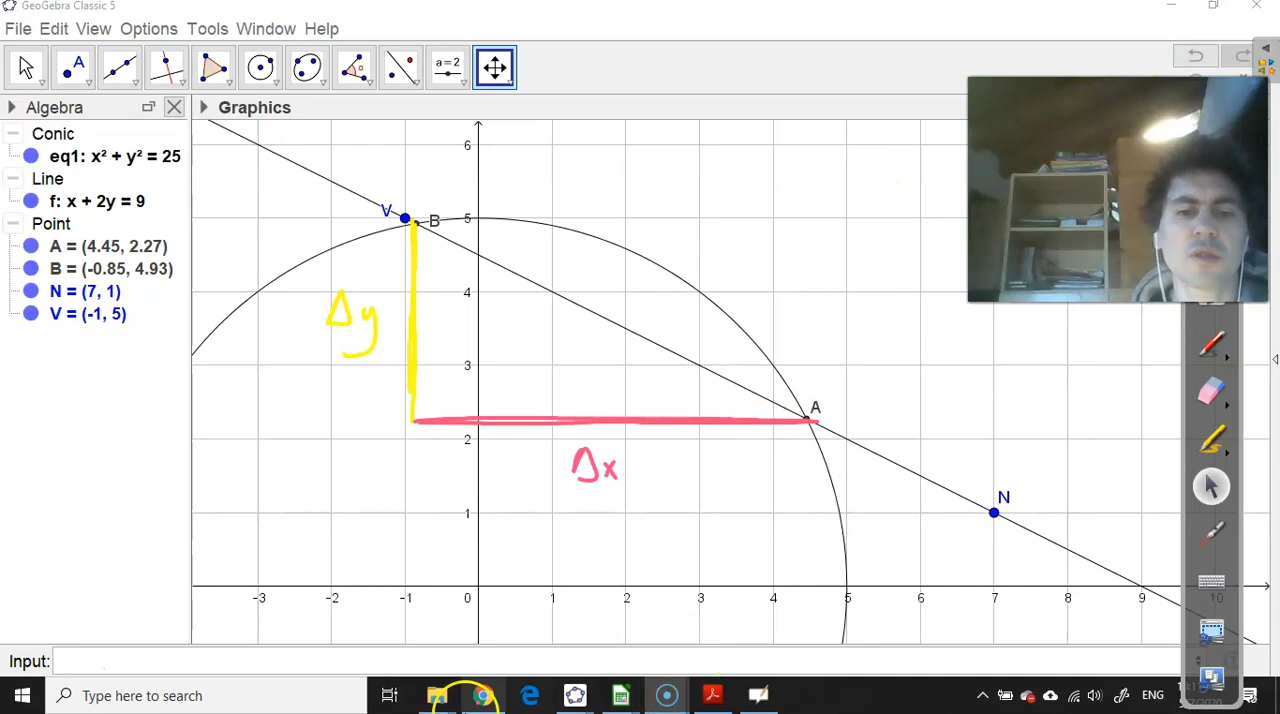 GeoGebra Classic 5
File Edit View Options Tools Window Help
A
a = 2
Algebra
Graphics
Conic
eq1: x² + y² = 25
Line
f: x + 2y = 9
Point
A = (4.45, 2.27)
B = (-0.85, 4.93)
N = (7, 1)
V = (-1, 5)
6
5
4
3
2
1
V
B
Δy
A
Δx
N
-3 -2 -1 0 1 2 3 4 5 6 7 8 9 10
Input:
Type here to search
ENG